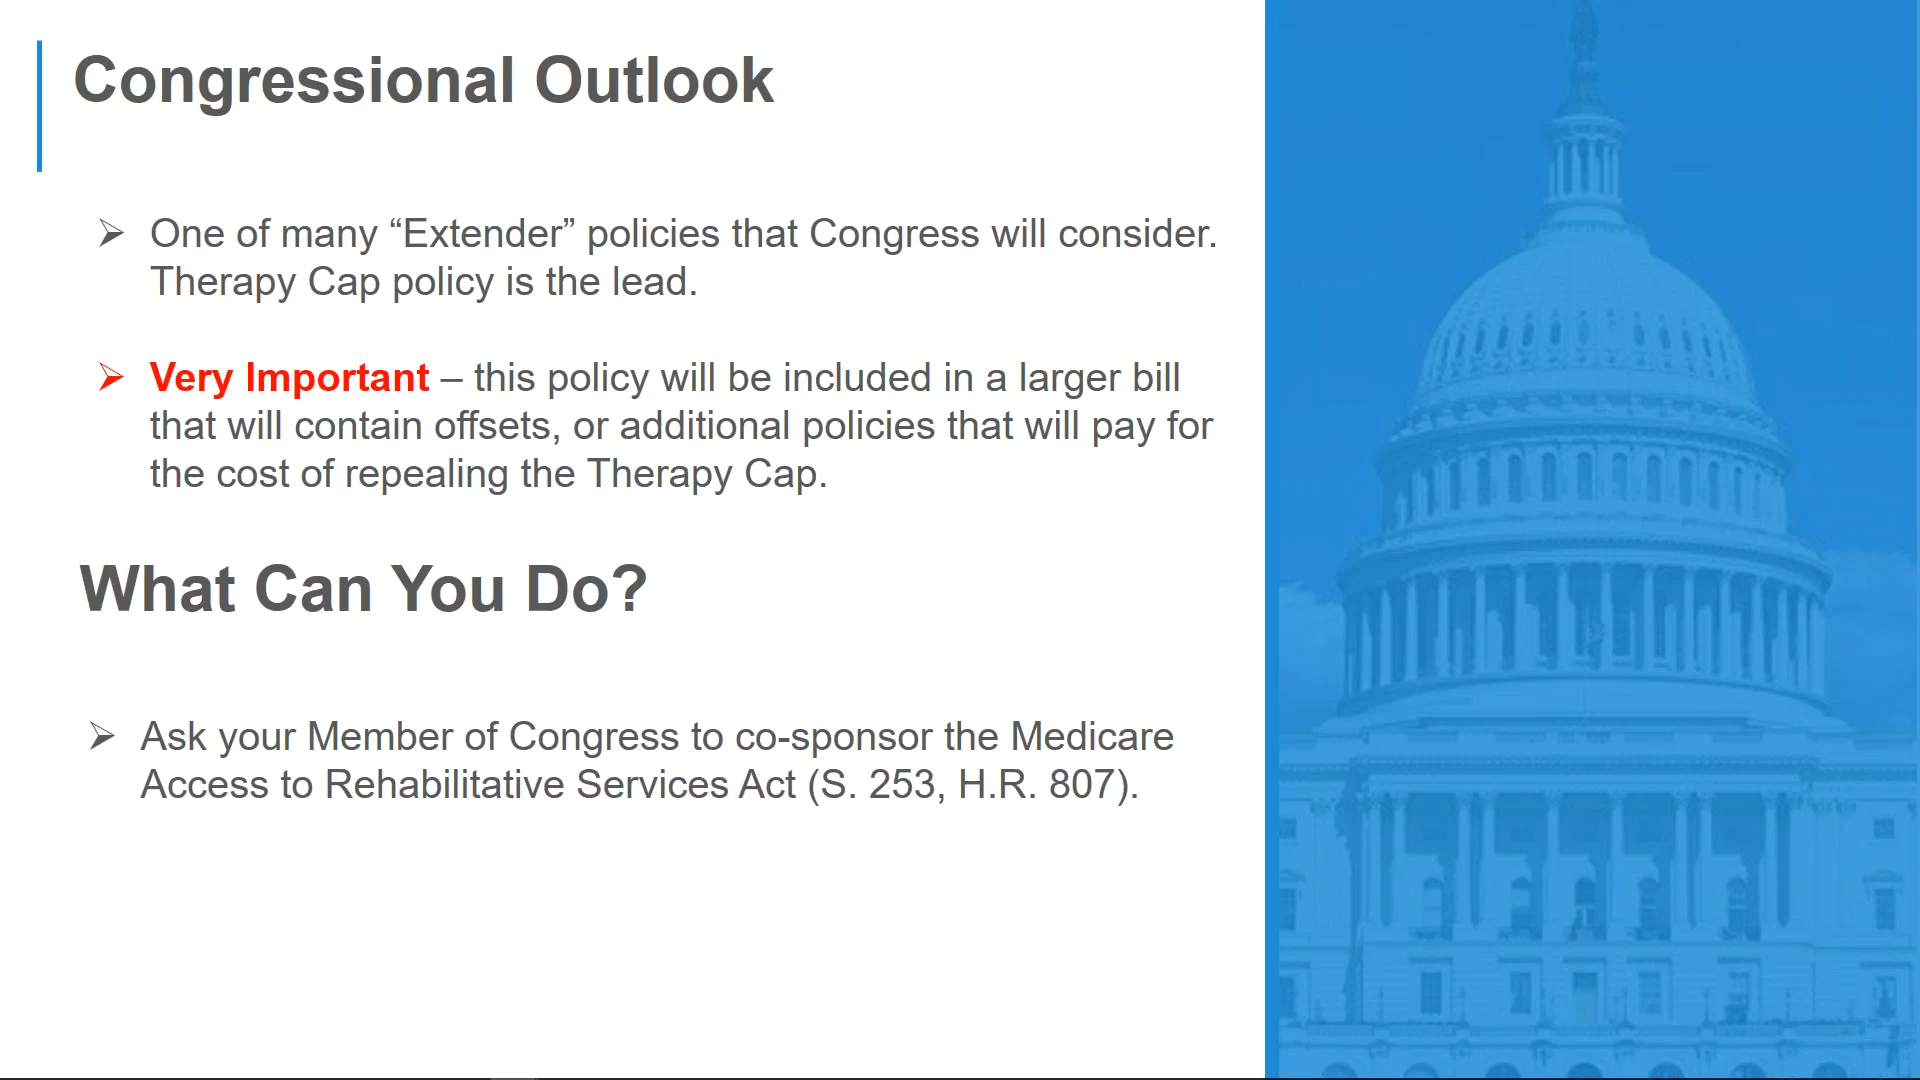 Congressional Outlook
➢ One of many “Extender” policies that Congress will consider.
Therapy Cap policy is the lead.
➢ Very Important – this policy will be included in a larger bill
that will contain offsets, or additional policies that will pay for
the cost of repealing the Therapy Cap.
What Can You Do?
➢ Ask your Member of Congress to co-sponsor the Medicare
Access to Rehabilitative Services Act (S. 253, H.R. 807).